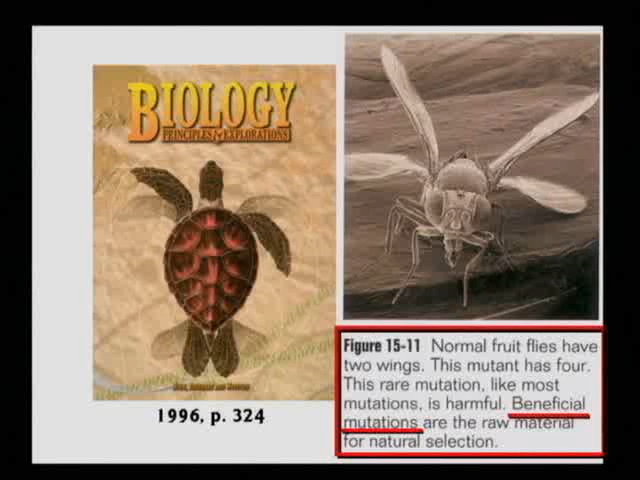 BIOLOGY
PRINCIPLES & EXPLORATIONS
1996, p. 324
Figure 15-11 Normal fruit flies have
two wings. This mutant has four.
This rare mutation, like most
mutations, is harmful. Beneficial
mutations are the raw material
for natural selection.